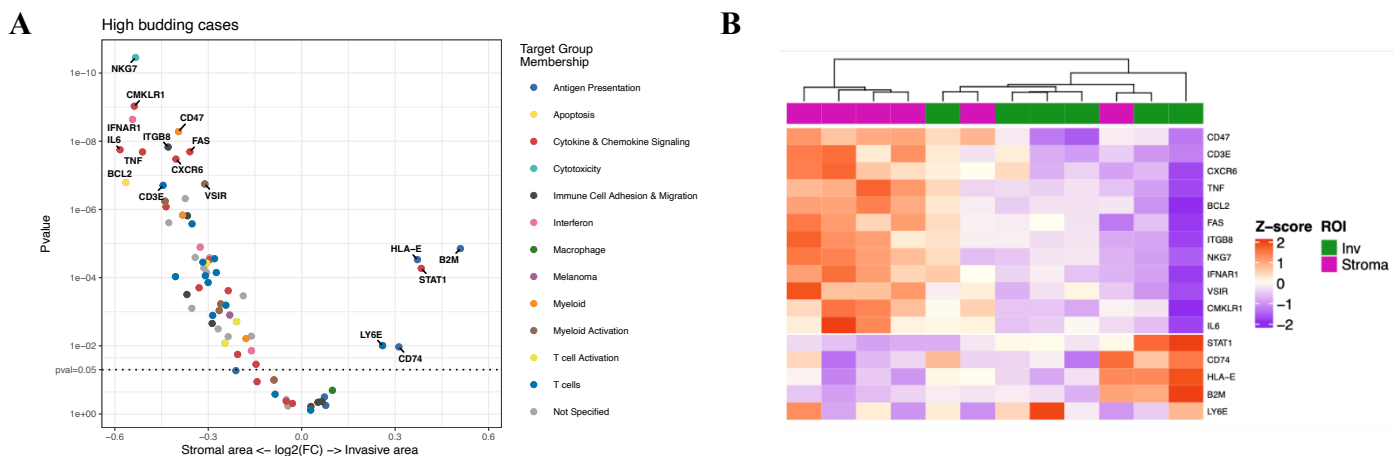 A
High budding cases
Pvalue
1e−10
1e−08
1e−06
1e−04
1e−02
pval=0.05
1e+00
NKG7
CMKLR1
IFNAR1
CD47
IL6
ITGB8
FAS
TNF
CXCR6
BCL2
CD3E
VSIR
HLA−E
B2M
STAT1
LY6E
CD74
−0.6
−0.3
0.0
0.3
0.6
Stromal area <− log2(FC) −> Invasive area
Target Group
Membership
Antigen Presentation
Apoptosis
Cytokine & Chemokine Signaling
Cytotoxicity
Immune Cell Adhesion & Migration
Interferon
Macrophage
Melanoma
Myeloid
Myeloid Activation
T cell Activation
T cells
Not Specified
B
CD47
CD3E
CXCR6
TNF
BCL2
FAS
ITGB8
NKG7
IFNAR1
VSIR
CMKLR1
IL6
STAT1
CD74
HLA−E
B2M
LY6E
Z−score
2
1
0
−1
−2
ROI
Inv
Stroma